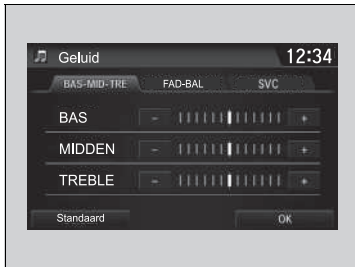 Geluid 12:34
BAS-MID-TRE FAD-BAL SVC
BAS - +
MIDDEN - +
TREBLE - +
Standaard OK